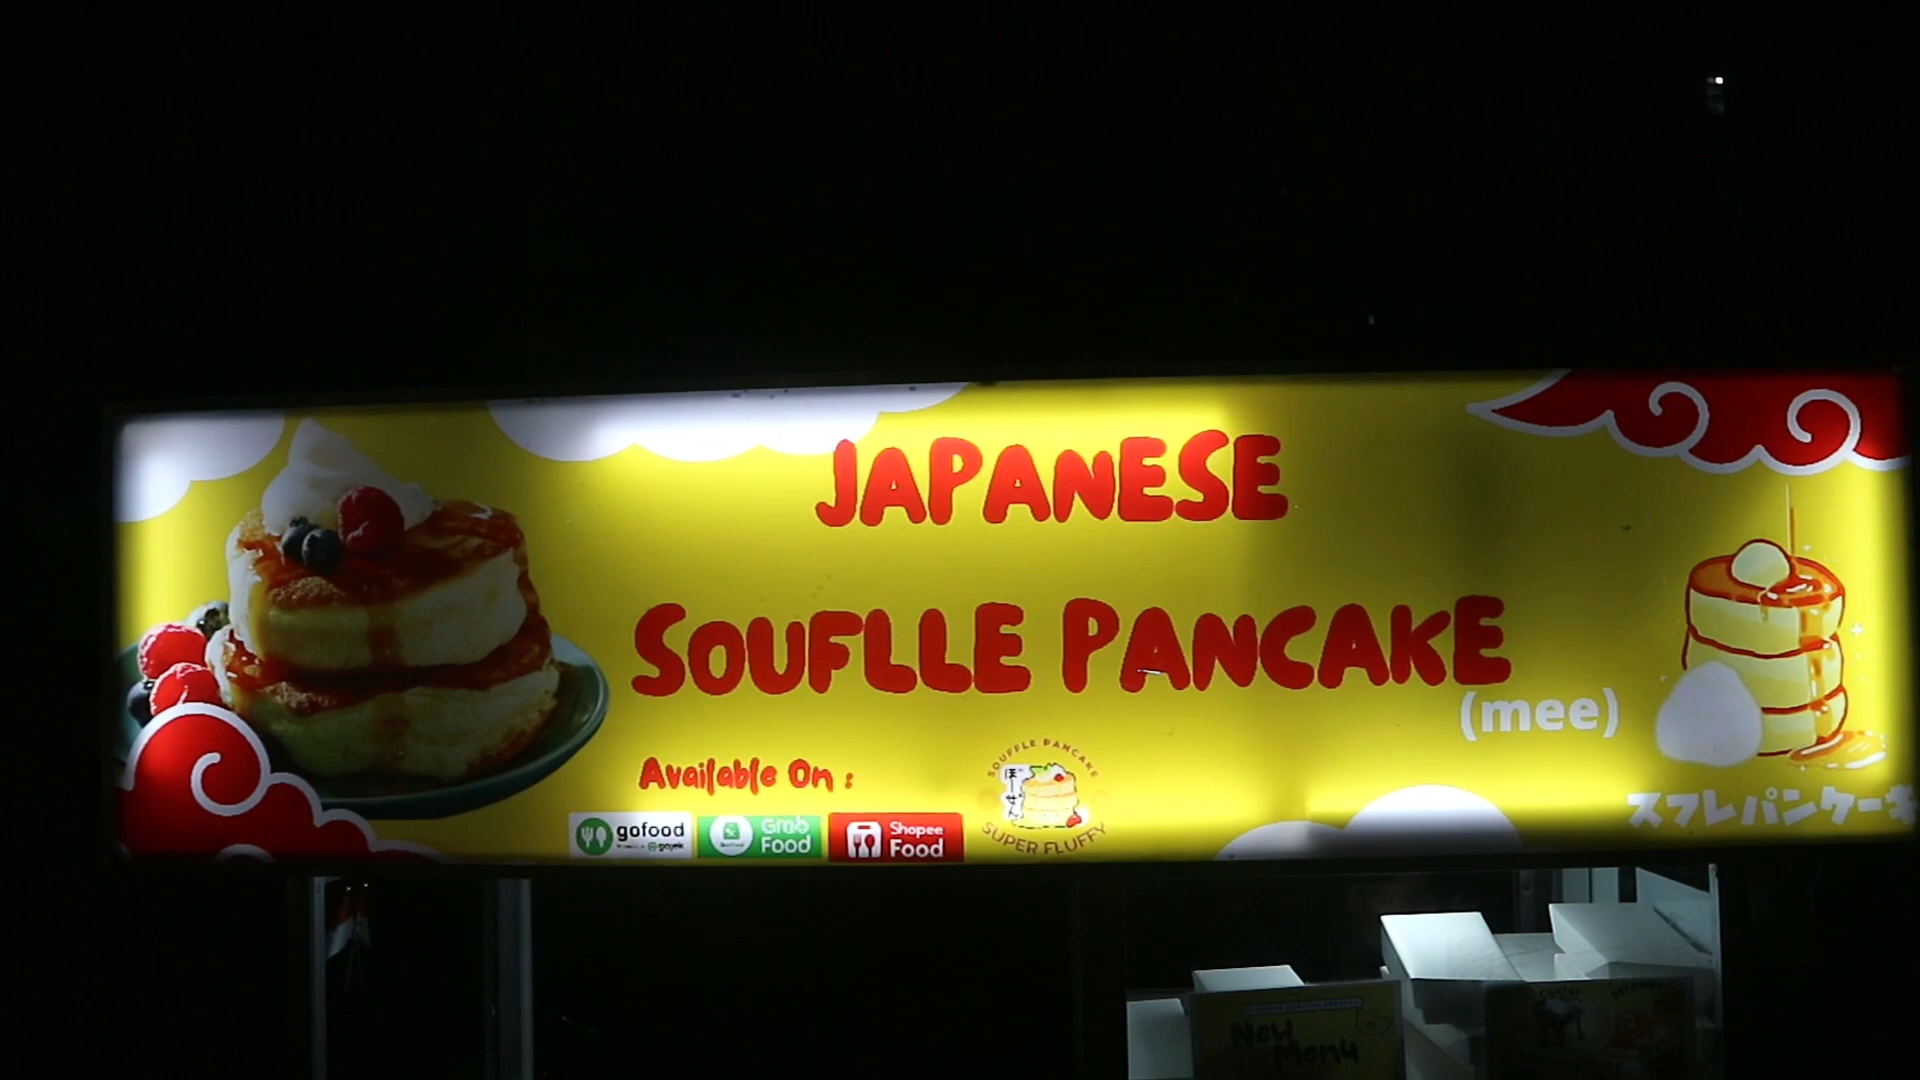 JAPANESE
SOUFLLE PANCAKE
(mee)
Available On :
gofood
gojek
Grab
Food
Shopee
Food
SOUFFLE PANCAKE
SUPER FLUFFY
スフレパンケーキ
New
Menu